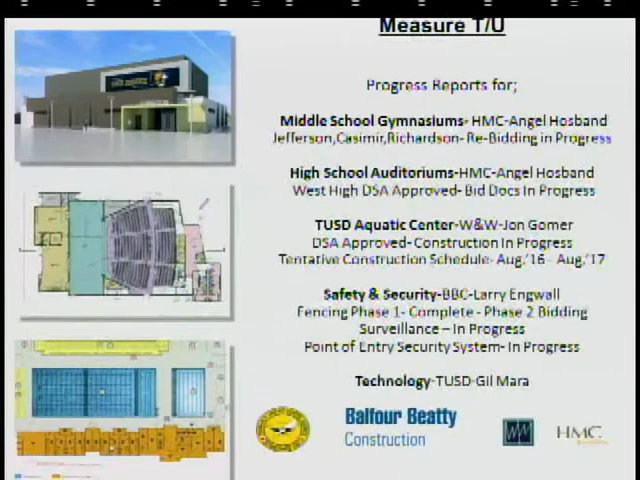 Measure T/U
Progress Reports for;
Middle School Gymnasiums- HMC-Angel Hosband
Jefferson,Casimir,Richardson- Re-Bidding in Progress
High School Auditoriums-HMC-Angel Hosband
West High DSA Approved- Bid Docs In Progress
TUSD Aquatic Center-W&W-Jon Gomer
DSA Approved- Construction In Progress
Tentative Construction Schedule- Aug,'16 - Aug,'17
Safety & Security-BBC-Larry Engwall
Fencing Phase 1- Complete - Phase 2 Bidding
Surveillance – In Progress
Point of Entry Security System- In Progress
Technology-TUSD-Gil Mara
Balfour Beatty
Construction
HMC